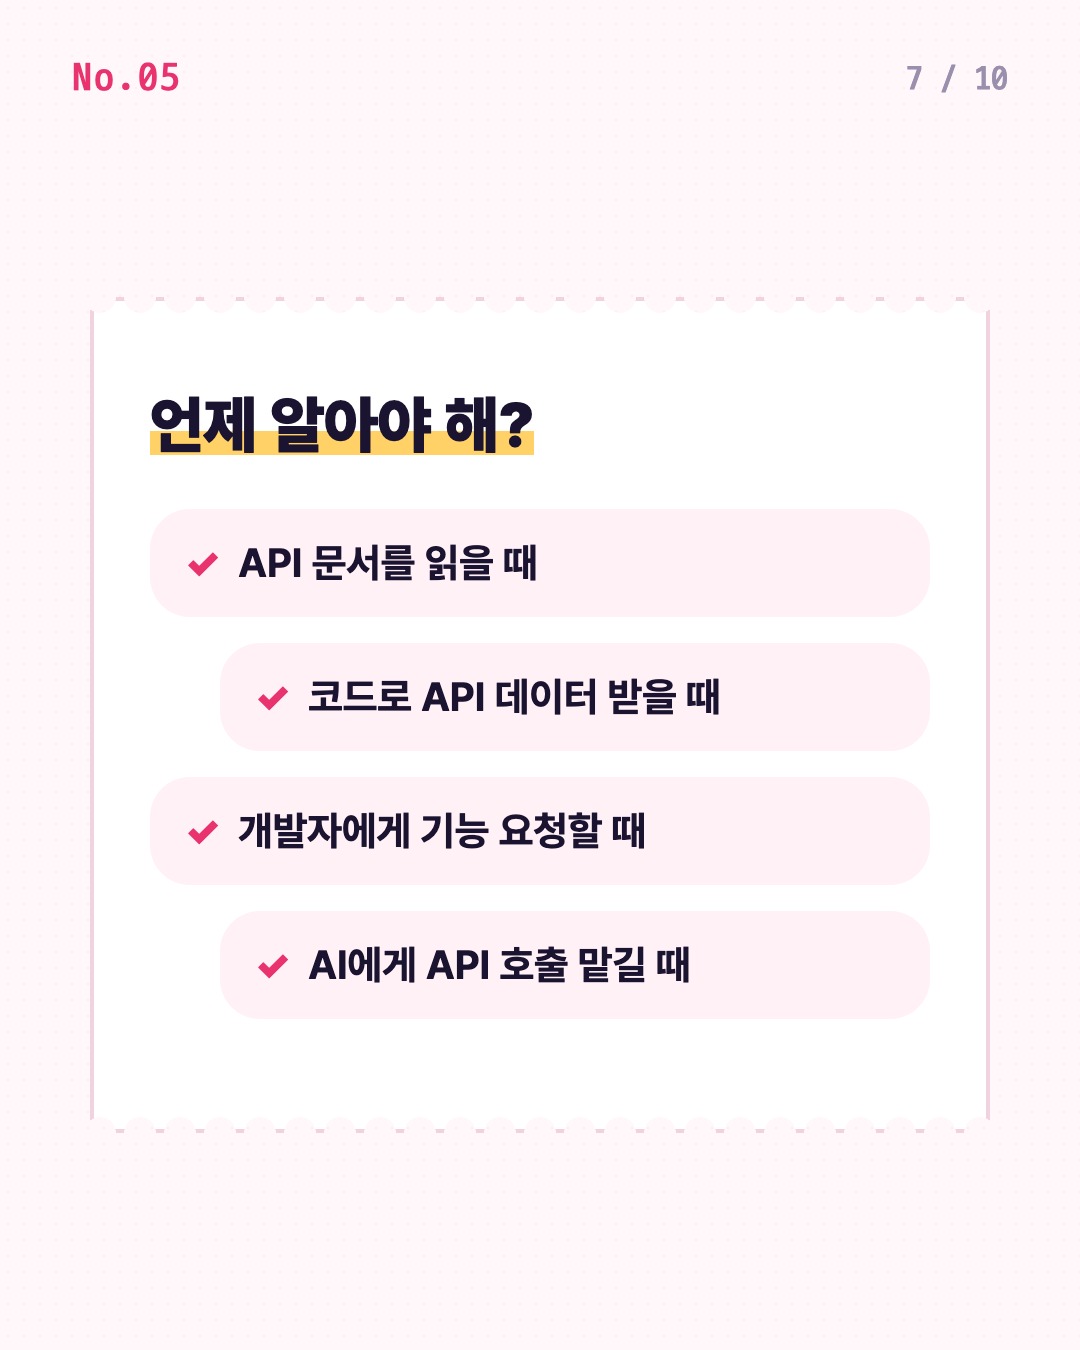 No.05
7 / 10
언제 알아야 해?
API 문서를 읽을 때
코드로 API 데이터 받을 때
개발자에게 기능 요청할 때
AI에게 API 호출 맡길 때